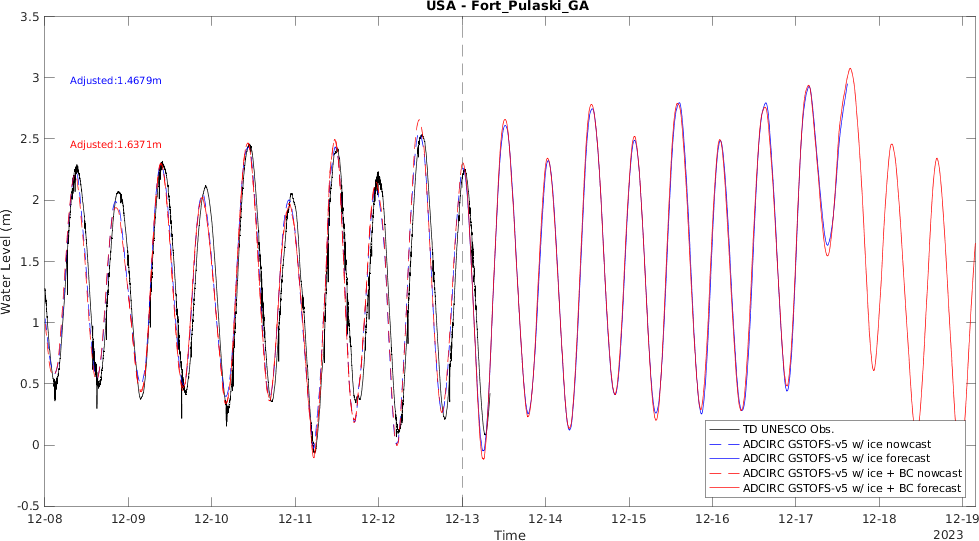 USA - Fort_Pulaski_GA
3.5
3
2.5
2
1.5
1
0.5
0
-0.5
Water Level (m)
Adjusted:1.4679m
Adjusted:1.6371m
TD UNESCO Obs.
ADCIRC GSTOFS-v5 w/ ice nowcast
ADCIRC GSTOFS-v5 w/ ice forecast
ADCIRC GSTOFS-v5 w/ ice + BC nowcast
ADCIRC GSTOFS-v5 w/ ice + BC forecast
12-08 12-09 12-10 12-11 12-12 12-13 12-14 12-15 12-16 12-17 12-18 12-19
Time
2023